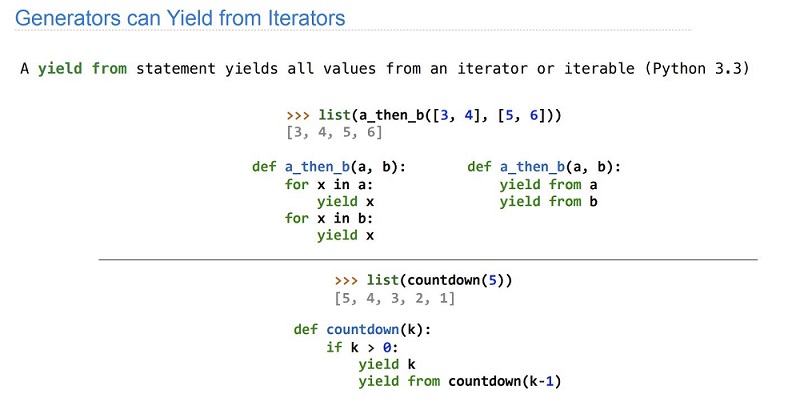 Generators can Yield from Iterators
A yield from statement yields all values from an iterator or iterable (Python 3.3)
>>> list(a_then_b([3, 4], [5, 6]))
[3, 4, 5, 6]
def a_then_b(a, b):
    for x in a:
        yield x
    for x in b:
        yield x
def a_then_b(a, b):
    yield from a
    yield from b
>>> list(countdown(5))
[5, 4, 3, 2, 1]
def countdown(k):
    if k > 0:
        yield k
        yield from countdown(k-1)